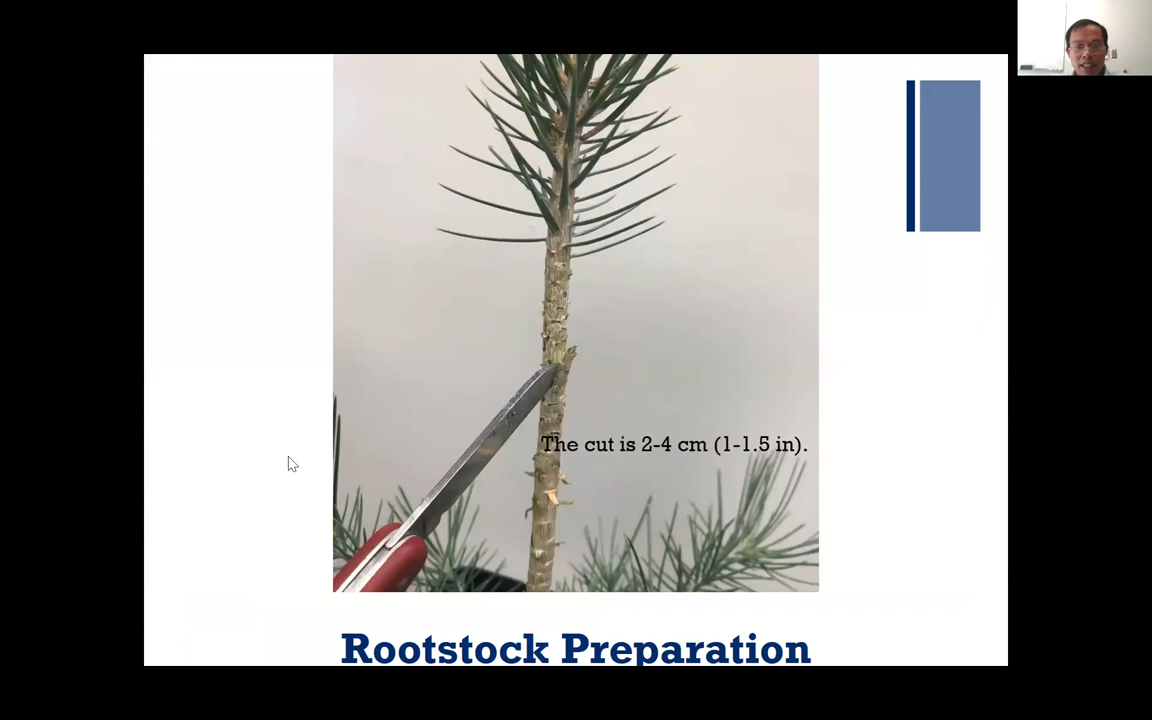 The cut is 2-4 cm (1-1.5 in).
Rootstock Preparation